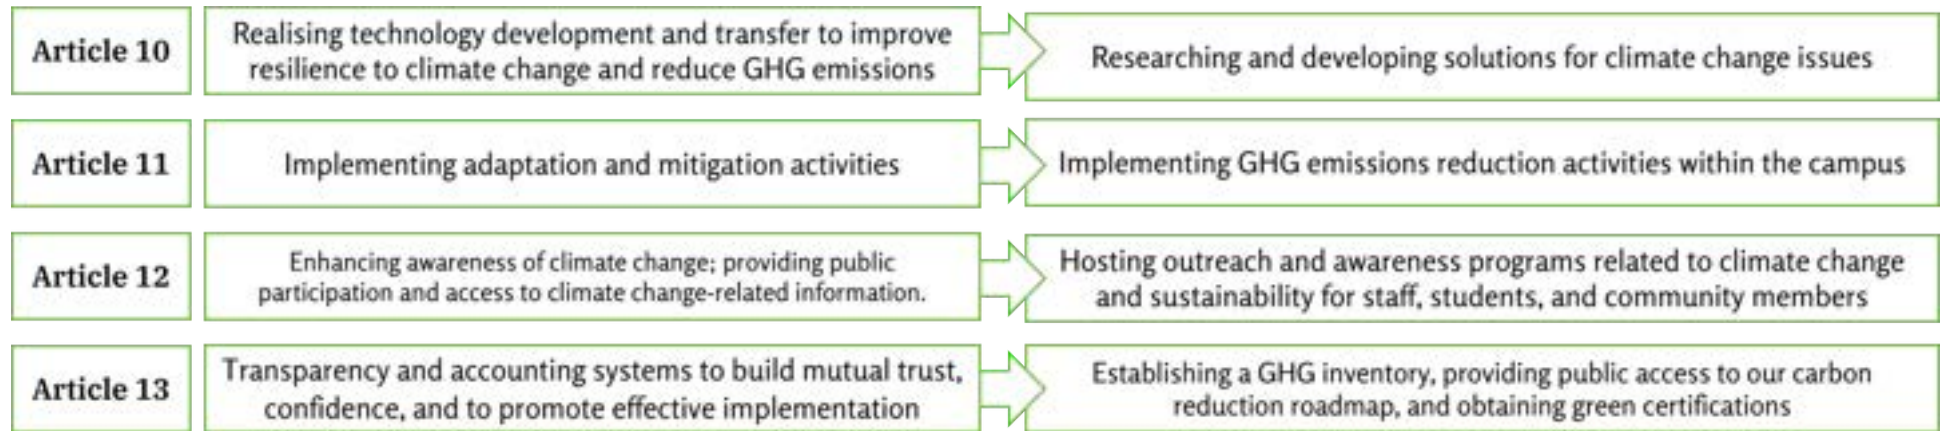 Article 10
Realising technology development and transfer to improve
resilience to climate change and reduce GHG emissions
Researching and developing solutions for climate change issues
Article 11
Implementing adaptation and mitigation activities
Implementing GHG emissions reduction activities within the campus
Article 12
Enhancing awareness of climate change; providing public
participation and access to climate change-related information.
Hosting outreach and awareness programs related to climate change
and sustainability for staff, students, and community members
Article 13
Transparency and accounting systems to build mutual trust,
confidence, and to promote effective implementation
Establishing a GHG inventory, providing public access to our carbon
reduction roadmap, and obtaining green certifications